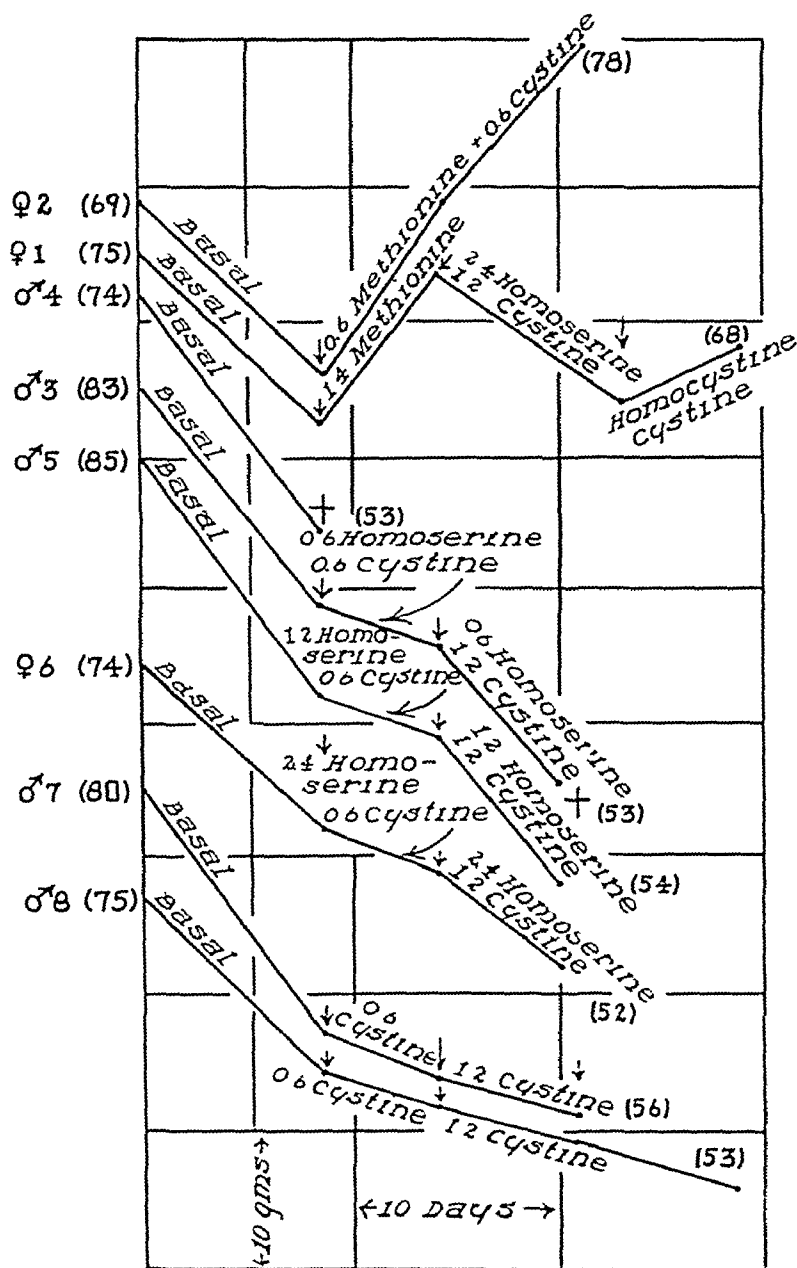 (78)
0.6 Methionine + 0.6 Cystine
♀2 (69)
Basal
♀1 (75)
Basal
1 4 Methionine
2 4 Homoserine
1 2 Cystine
♂4 (74)
Basal
(68)
Homocystine
Cystine
♂3 (83)
Basal
♂5 (85)
Basal
(53)
0 6 Homoserine
0.6 Cystine
1 2 Homo-
serine
0 6 Cystine
0 6 Homoserine
1 2 Cystine
♀6 (74)
Basal
2 4 Homo-
serine
0 6 Cystine
1 2 Homoserine
1 2 Cystine
(53)
♂7 (80)
Basal
2 4 Homoserine
1 2 Cystine
(54)
♂8 (75)
Basal
(52)
0 6
Cystine
1 2 Cystine (56)
0 6 Cystine 1 2 Cystine
(53)
←10 gms→
←10 Days→